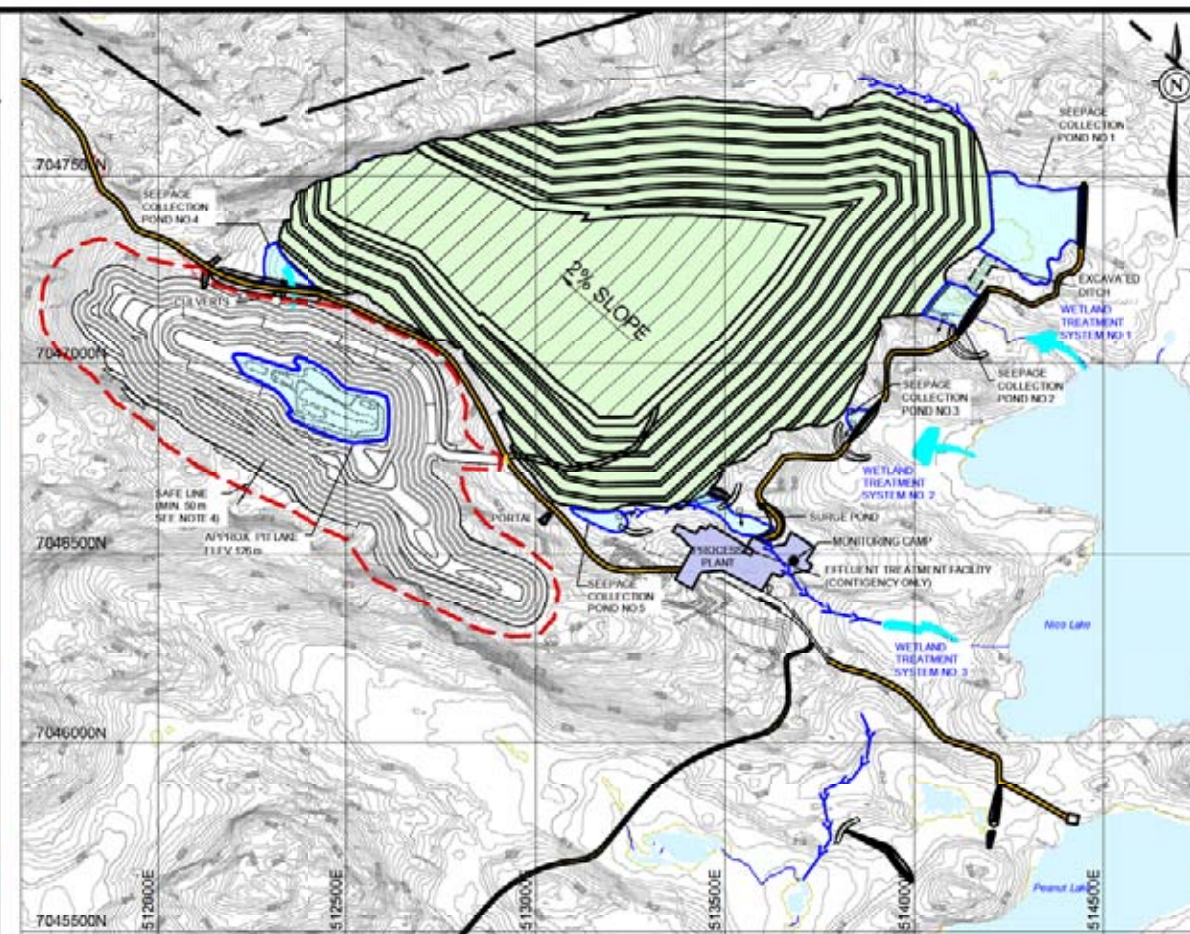 N
SEEPAGE
COLLECTION
POND NO 1
7047500N
SEEPAGE
COLLECTION
POND NO 4
2% SLOPE
EXCAVATED
DITCH
CULVERTS
WETLAND
TREATMENT
SYSTEM NO 1
7047000N
SEEPAGE
COLLECTION
POND NO 2
SEEPAGE
COLLECTION
POND NO 3
WETLAND
TREATMENT
SYSTEM NO. 2
SAFE LINE
(MIN. 50 m
SEE NOTE 4)
PORTAL
SURGE POND
APPROX. PIT LAKE
7046500N
MONITORING CAMP
PROCESS
PLANT
EFFLUENT TREATMENT FACILITY
(CONTIGENCY ONLY)
SEEPAGE
COLLECTION
POND NO 5
Nico Lake
WETLAND
TREATMENT
SYSTEM NO. 3
7046000N
Peanut Lake
7045500N
512500E
513000E
513500E
514000E
514500E